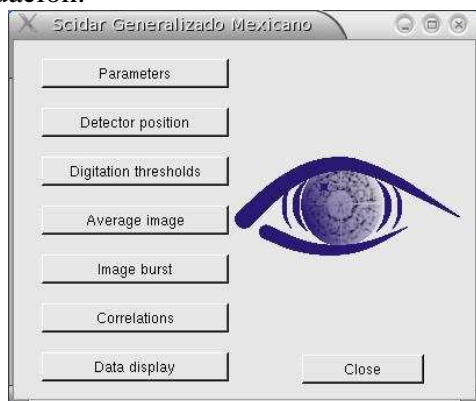 Scidar Generalizado Mexicano
Parameters
Detector position
Digitation thresholds
Average image
Image burst
Correlations
Data display
Close